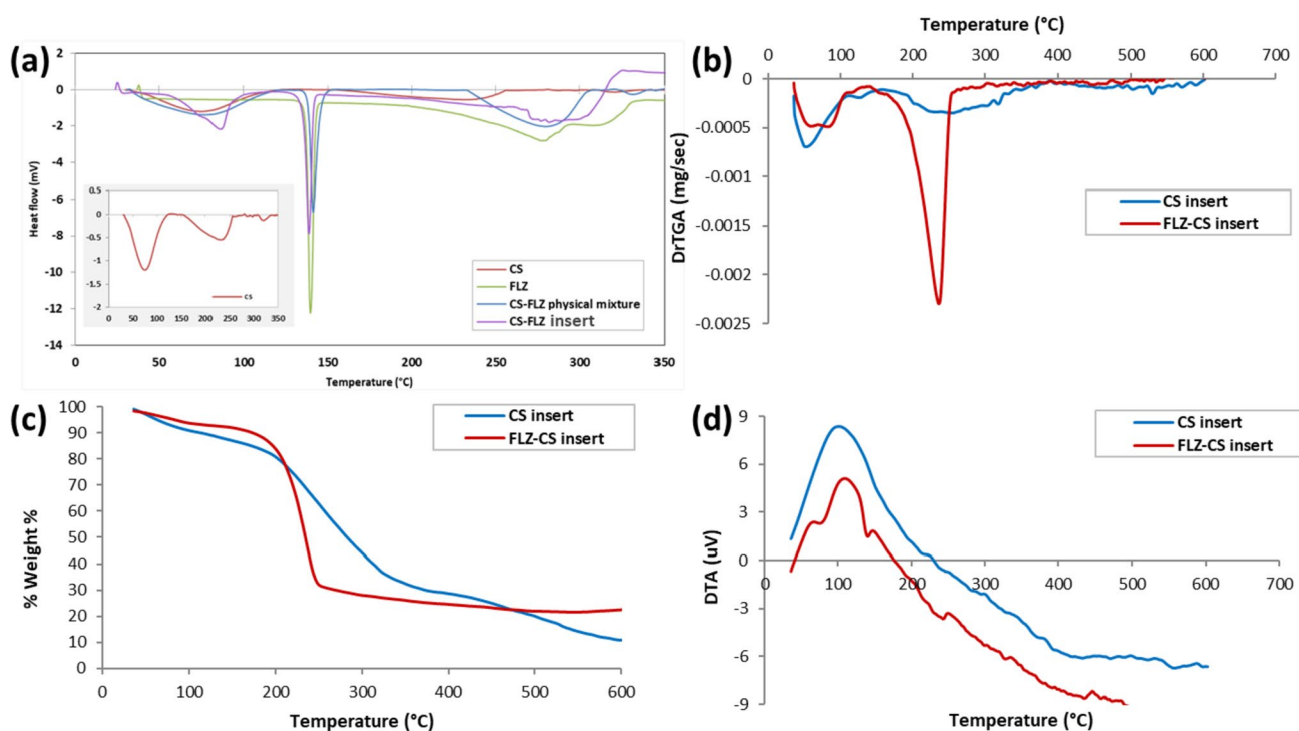 (a)
2
0
-2
-4
-6
-8
-10
-12
-14
Heat flow (mV)
0.5
0
-0.5
-1
-1.5
-2
0 50 100 150 200 250 300 350
CS
CS
FLZ
CS-FLZ physical mixture
CS-FLZ insert
0 50 100 150 200 250 300 350
Temperature (°C)
(b)
Temperature (°C)
0 100 200 300 400 500 600 700
0
-0.0005
-0.001
-0.0015
-0.002
-0.0025
DrTGA (mg/sec)
CS insert
FLZ-CS insert
(c)
100
90
80
70
60
50
40
30
20
10
0
% Weight %
CS insert
FLZ-CS insert
0 100 200 300 400 500 600
Temperature (°C)
(d)
9
6
3
0
-3
-6
-9
DTA (uV)
CS insert
FLZ-CS insert
0 100 200 300 400 500 600 700
Temperature (°C)